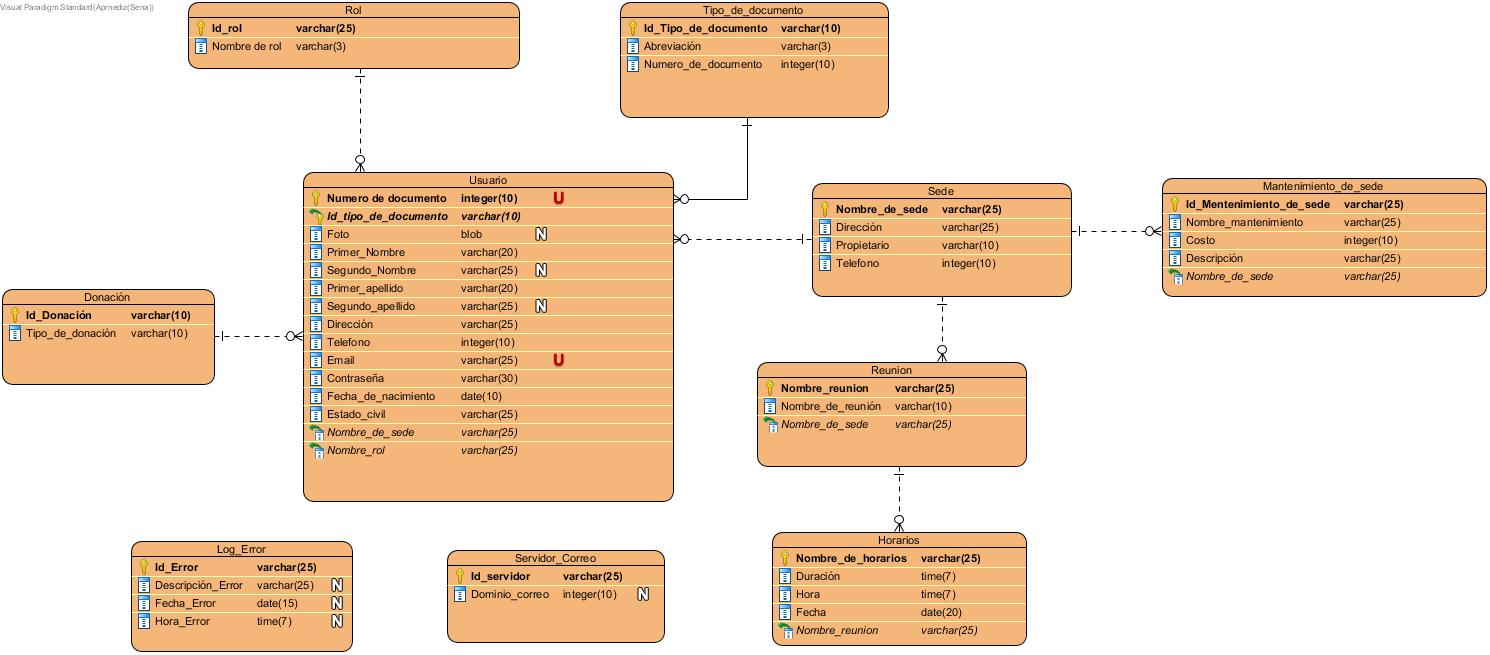 Visual Paradigm Standard(Aprnediz(Sena))
Rol
Id_rol varchar(25)
Nombre de rol varchar(3)
Tipo_de_documento
Id_Tipo_de_documento varchar(10)
Abreviación varchar(3)
Numero_de_documento integer(10)
Usuario
Numero de documento integer(10) U
Id_tipo_de_documento varchar(10)
Foto blob N
Primer_Nombre varchar(20)
Segundo_Nombre varchar(25) N
Primer_apellido varchar(20)
Segundo_apellido varchar(25) N
Dirección varchar(25)
Telefono integer(10)
Email varchar(25) U
Contraseña varchar(30)
Fecha_de_nacimiento date(10)
Estado_civil varchar(25)
Nombre_de_sede varchar(25)
Nombre_rol varchar(25)
Sede
Nombre_de_sede varchar(25)
Dirección varchar(25)
Propietario varchar(10)
Telefono integer(10)
Mantenimiento_de_sede
Id_Mentenimiento_de_sede varchar(25)
Nombre_mantenimiento varchar(25)
Costo integer(10)
Descripción varchar(25)
Nombre_de_sede varchar(25)
Donación
Id_Donación varchar(10)
Tipo_de_donación varchar(10)
Reunion
Nombre_reunion varchar(25)
Nombre_de_reunión varchar(10)
Nombre_de_sede varchar(25)
Log_Error
Id_Error varchar(25)
Descripción_Error varchar(25) N
Fecha_Error date(15) N
Hora_Error time(7) N
Servidor_Correo
Id_servidor varchar(25)
Dominio_correo integer(10) N
Horarios
Nombre_de_horarios varchar(25)
Duración time(7)
Hora time(7)
Fecha date(20)
Nombre_reunion varchar(25)